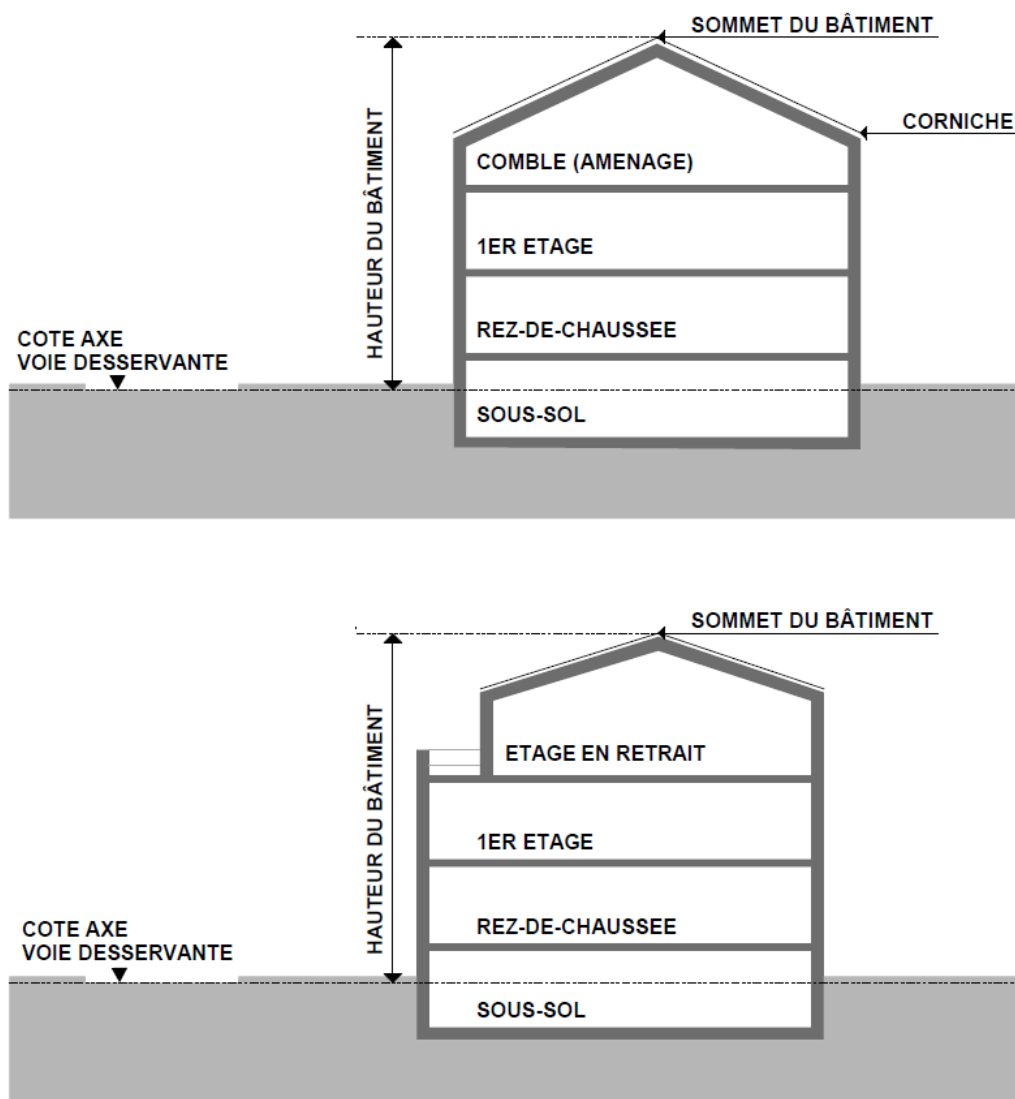 SOMMET DU BÂTIMENT
CORNICHE
HAUTEUR DU BÂTIMENT
COMBLE (AMENAGE)
1ER ETAGE
REZ-DE-CHAUSSEE
COTE AXE
VOIE DESSERVANTE
SOUS-SOL
SOMMET DU BÂTIMENT
HAUTEUR DU BÂTIMENT
ETAGE EN RETRAIT
1ER ETAGE
REZ-DE-CHAUSSEE
COTE AXE
VOIE DESSERVANTE
SOUS-SOL